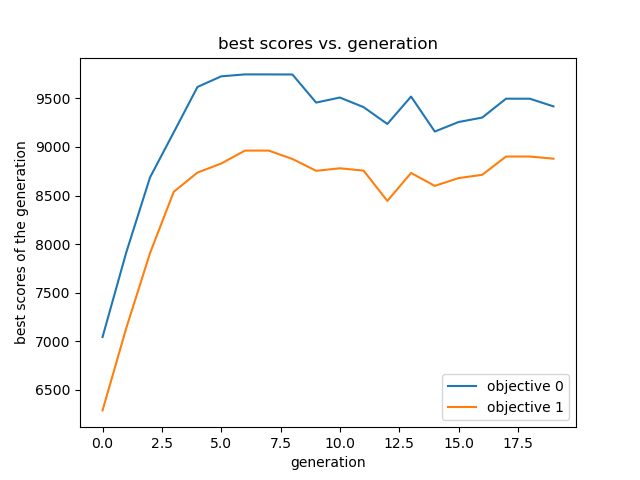 best scores vs. generation
best scores of the generation
9500
9000
8500
8000
7500
7000
6500
objective 0
objective 1
0.0 2.5 5.0 7.5 10.0 12.5 15.0 17.5
generation